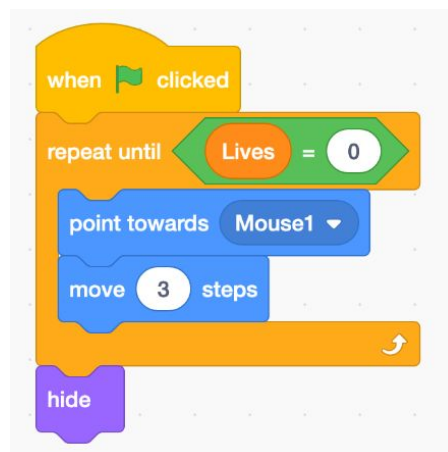 when clicked
repeat until Lives = 0
point towards Mouse1
move 3 steps
hide